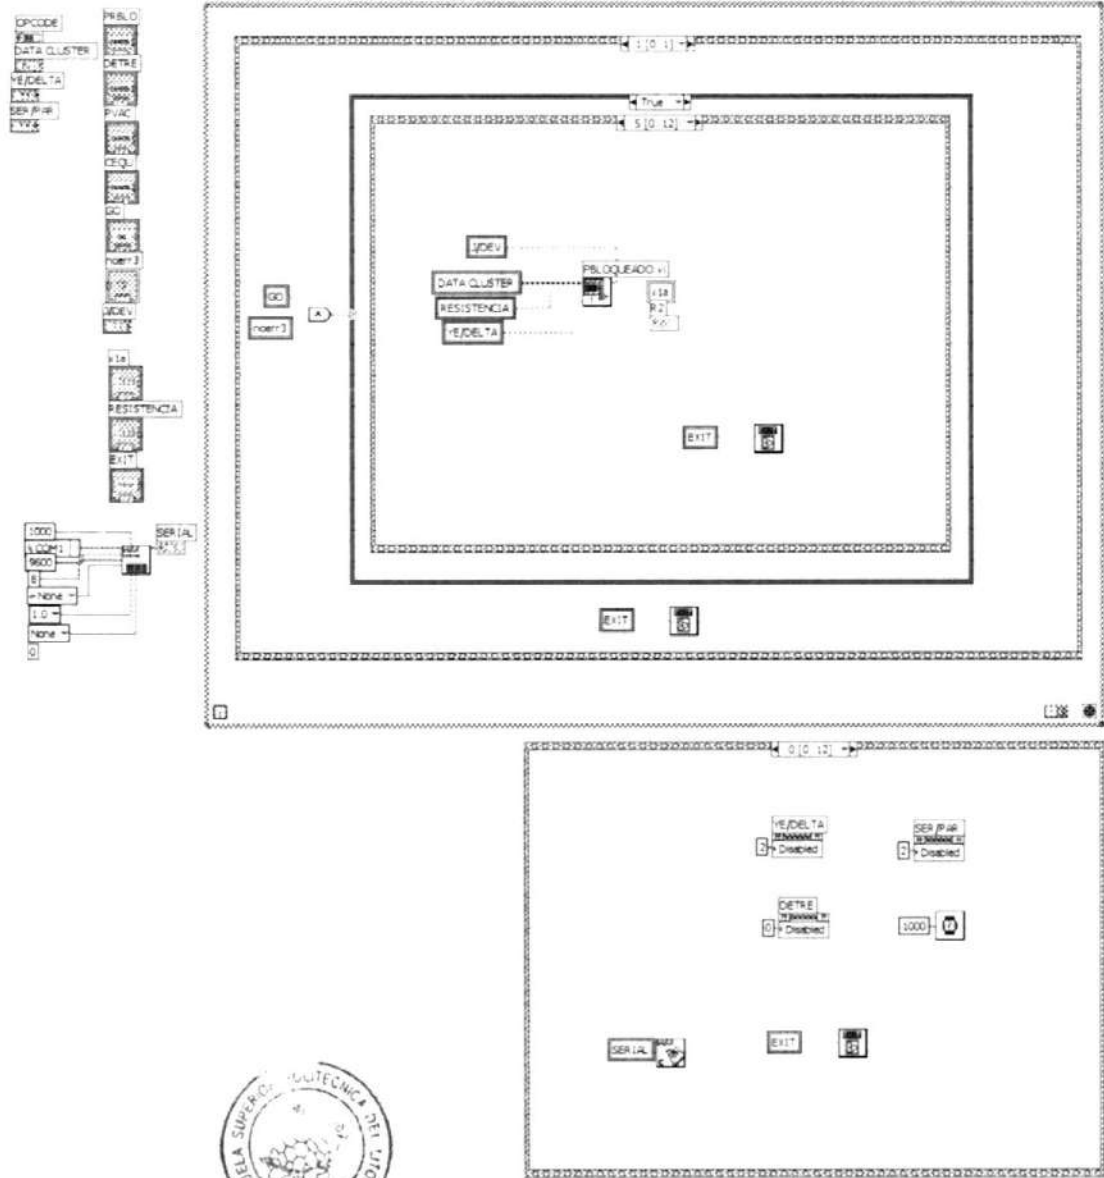 OPCODE
DATA CLUSTER
YE/DELTA
SER/PAR
PRBLO
DETRE
PVAC
CEQU
GO
noerr3
x1a
RESISTENCIA
EXIT
1000
COM1
9600
8
None
1.0
None
0
SERIAL
1 [0..1]
True
5 [0..12]
J/DEV
DATA CLUSTER
RESISTENCIA
YE/DELTA
PBLOQUEADO.vi
x1a
R2
GO
noerr3
EXIT
EXIT
0 [0..12]
YE/DELTA
2
Disabled
SER/PAR
2
Disabled
DETRE
0
Disabled
1000
SERIAL
EXIT